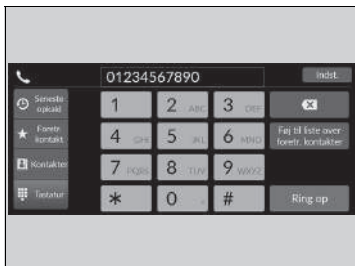 01234567890
Indst.
Seneste
opkald
1
2 ABC
3 DEF
Foretr.
kontakt
4 GHI
5 JKL
6 MNO
Føj til liste over
foretr. kontakter
Kontakter
7 PQRS
8 TUV
9 WXYZ
Tastatur
*
0 +
#
Ring op